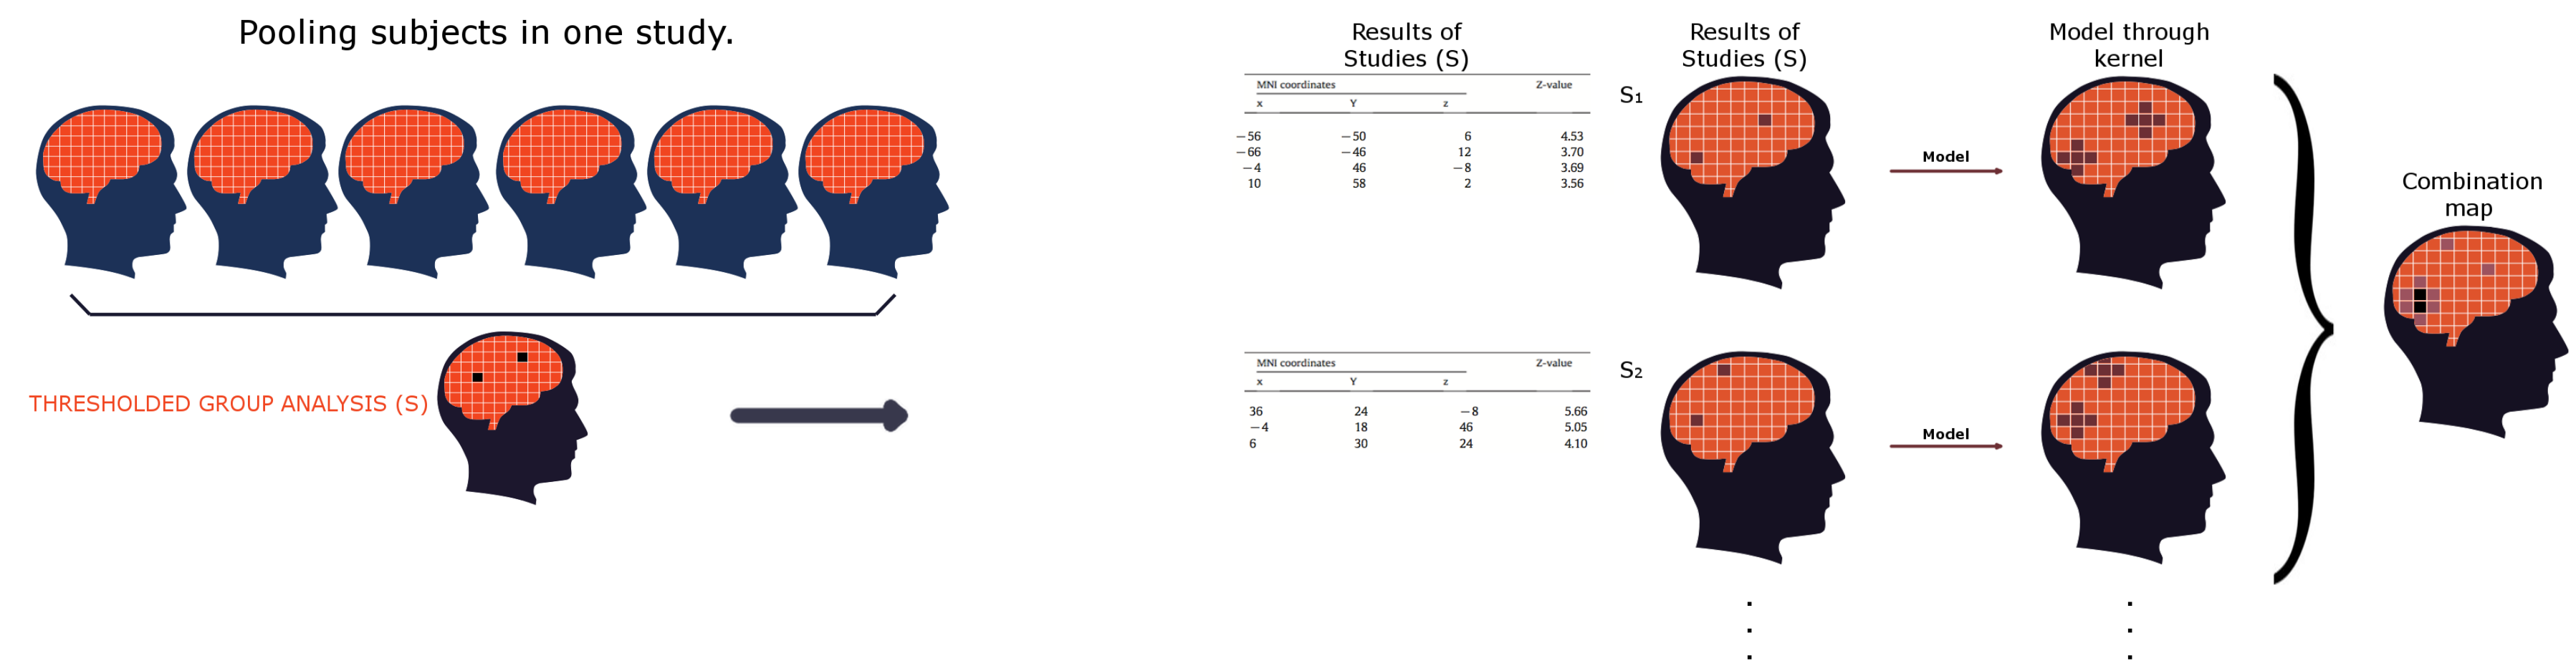 Pooling subjects in one study.
THRESHOLDED GROUP ANALYSIS (S)
Results of
Studies (S)
MNI coordinates Z-value
x Y z
−56 −50 6 4.53
−66 −46 12 3.70
−4 46 −8 3.69
10 58 2 3.56
MNI coordinates Z-value
x Y z
36 24 −8 5.66
−4 18 46 5.05
6 30 24 4.10
Results of
Studies (S)
S₁
S₂
Model
Model
Model through
kernel
Combination
map